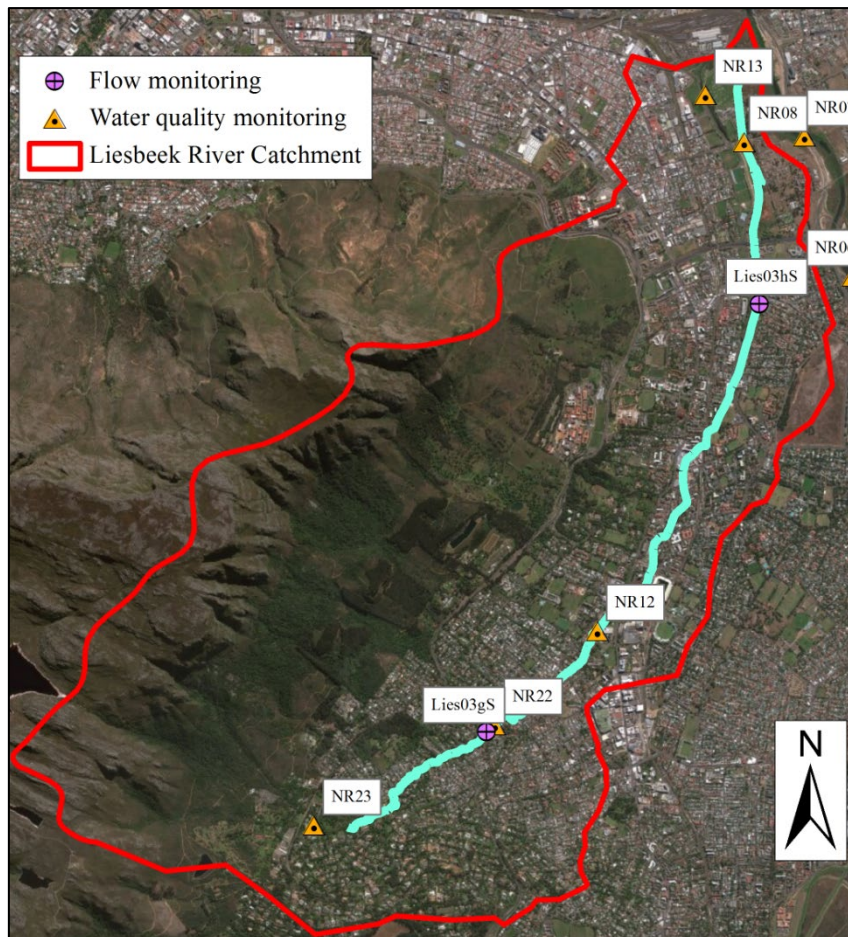 Flow monitoring
Water quality monitoring
Liesbeek River Catchment
NR13
NR08
Lies03hS
NR12
NR22
Lies03gS
NR23
N